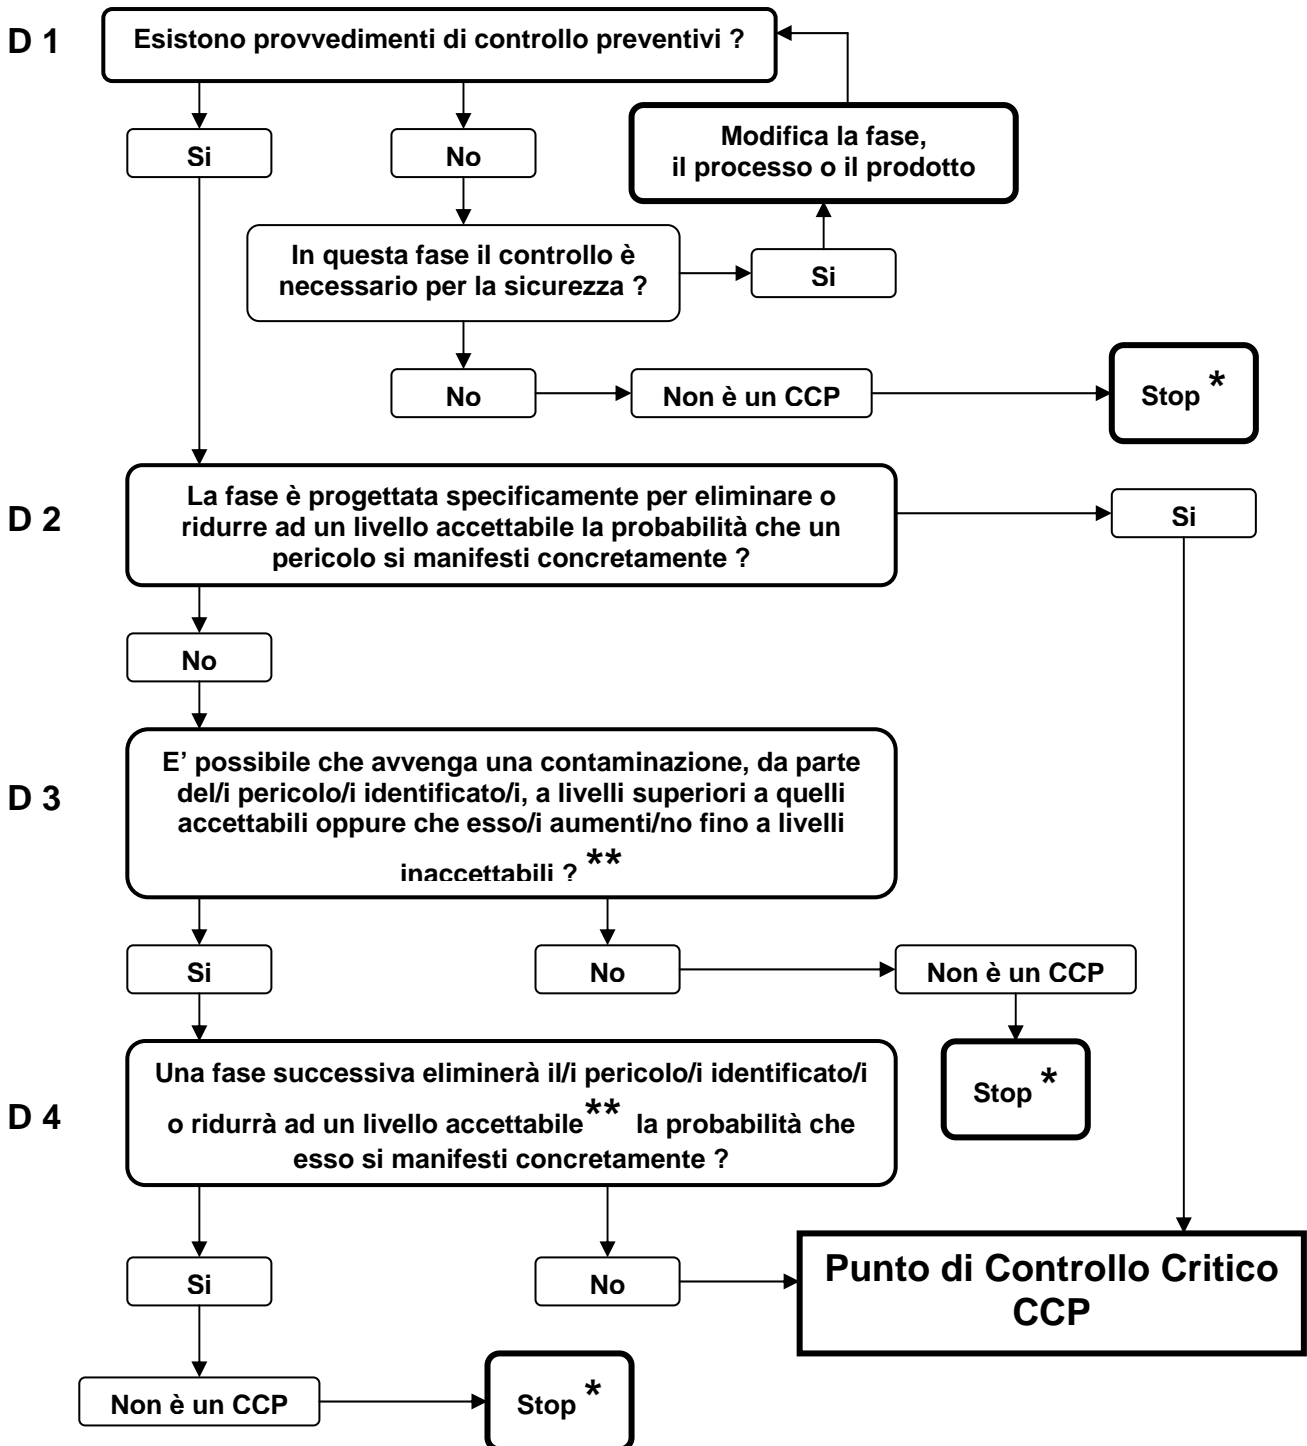 D 1
Esistono provvedimenti di controllo preventivi ?
Si
No
Modifica la fase,
il processo o il prodotto
In questa fase il controllo è
necessario per la sicurezza ?
Si
No
Non è un CCP
Stop *
D 2
La fase è progettata specificamente per eliminare o
ridurre ad un livello accettabile la probabilità che un
pericolo si manifesti concretamente ?
Si
No
D 3
E’ possibile che avvenga una contaminazione, da parte
del/i pericolo/i identificato/i, a livelli superiori a quelli
accettabili oppure che esso/i aumenti/no fino a livelli
inaccettabili ? **
Si
No
Non è un CCP
Stop *
D 4
Una fase successiva eliminerà il/i pericolo/i identificato/i
o ridurrà ad un livello accettabile** la probabilità che
esso si manifesti concretamente ?
Si
No
Punto di Controllo Critico
CCP
Non è un CCP
Stop *